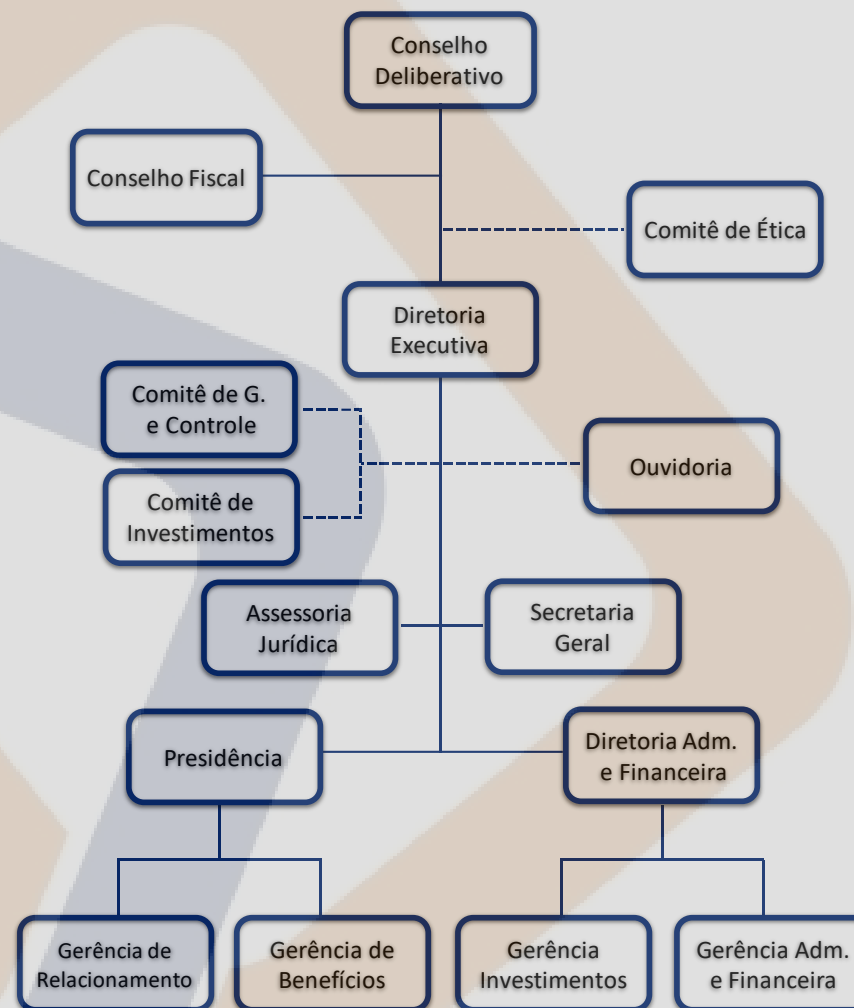 Conselho
Deliberativo
Conselho Fiscal
Comitê de Ética
Diretoria
Executiva
Comitê de G.
e Controle
Ouvidoria
Comitê de
Investimentos
Assessoria
Jurídica
Secretaria
Geral
Presidência
Diretoria Adm.
e Financeira
Gerência de
Relacionamento
Gerência de
Benefícios
Gerência
Investimentos
Gerência Adm.
e Financeira